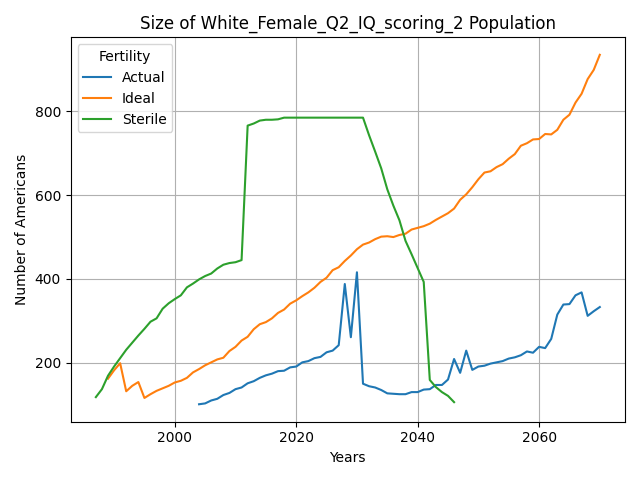 Size of White_Female_Q2_IQ_scoring_2 Population
Fertility
Actual
Ideal
Sterile
Number of Americans
800
600
400
200
2000
2020
2040
2060
Years